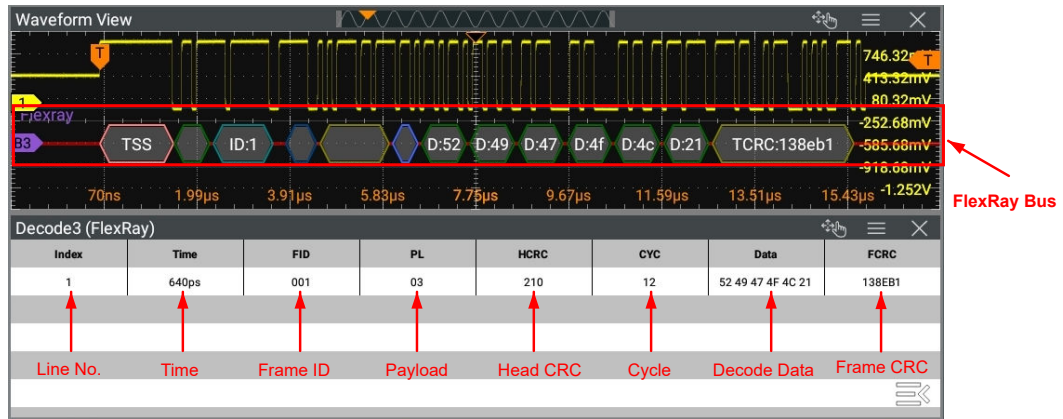 Waveform View
T
746.32
T
413.32mV
1
80.32mV
Flexray
-252.68mV
B3
TSS
ID:1
D:52
D:49
D:47
D:4f
D:4c
D:21
TCRC:138eb1
-585.68mV
-918.68mV
70ns
1.99µs
3.91µs
5.83µs
7.75µs
9.67µs
11.59µs
13.51µs
15.43µs
-1.252V
FlexRay Bus
Decode3 (FlexRay)
Index Time FID PL HCRC CYC Data FCRC
1 640ps 001 03 210 12 52 49 47 4F 4C 21 138EB1
Line No. Time Frame ID Payload Head CRC Cycle Decode Data Frame CRC